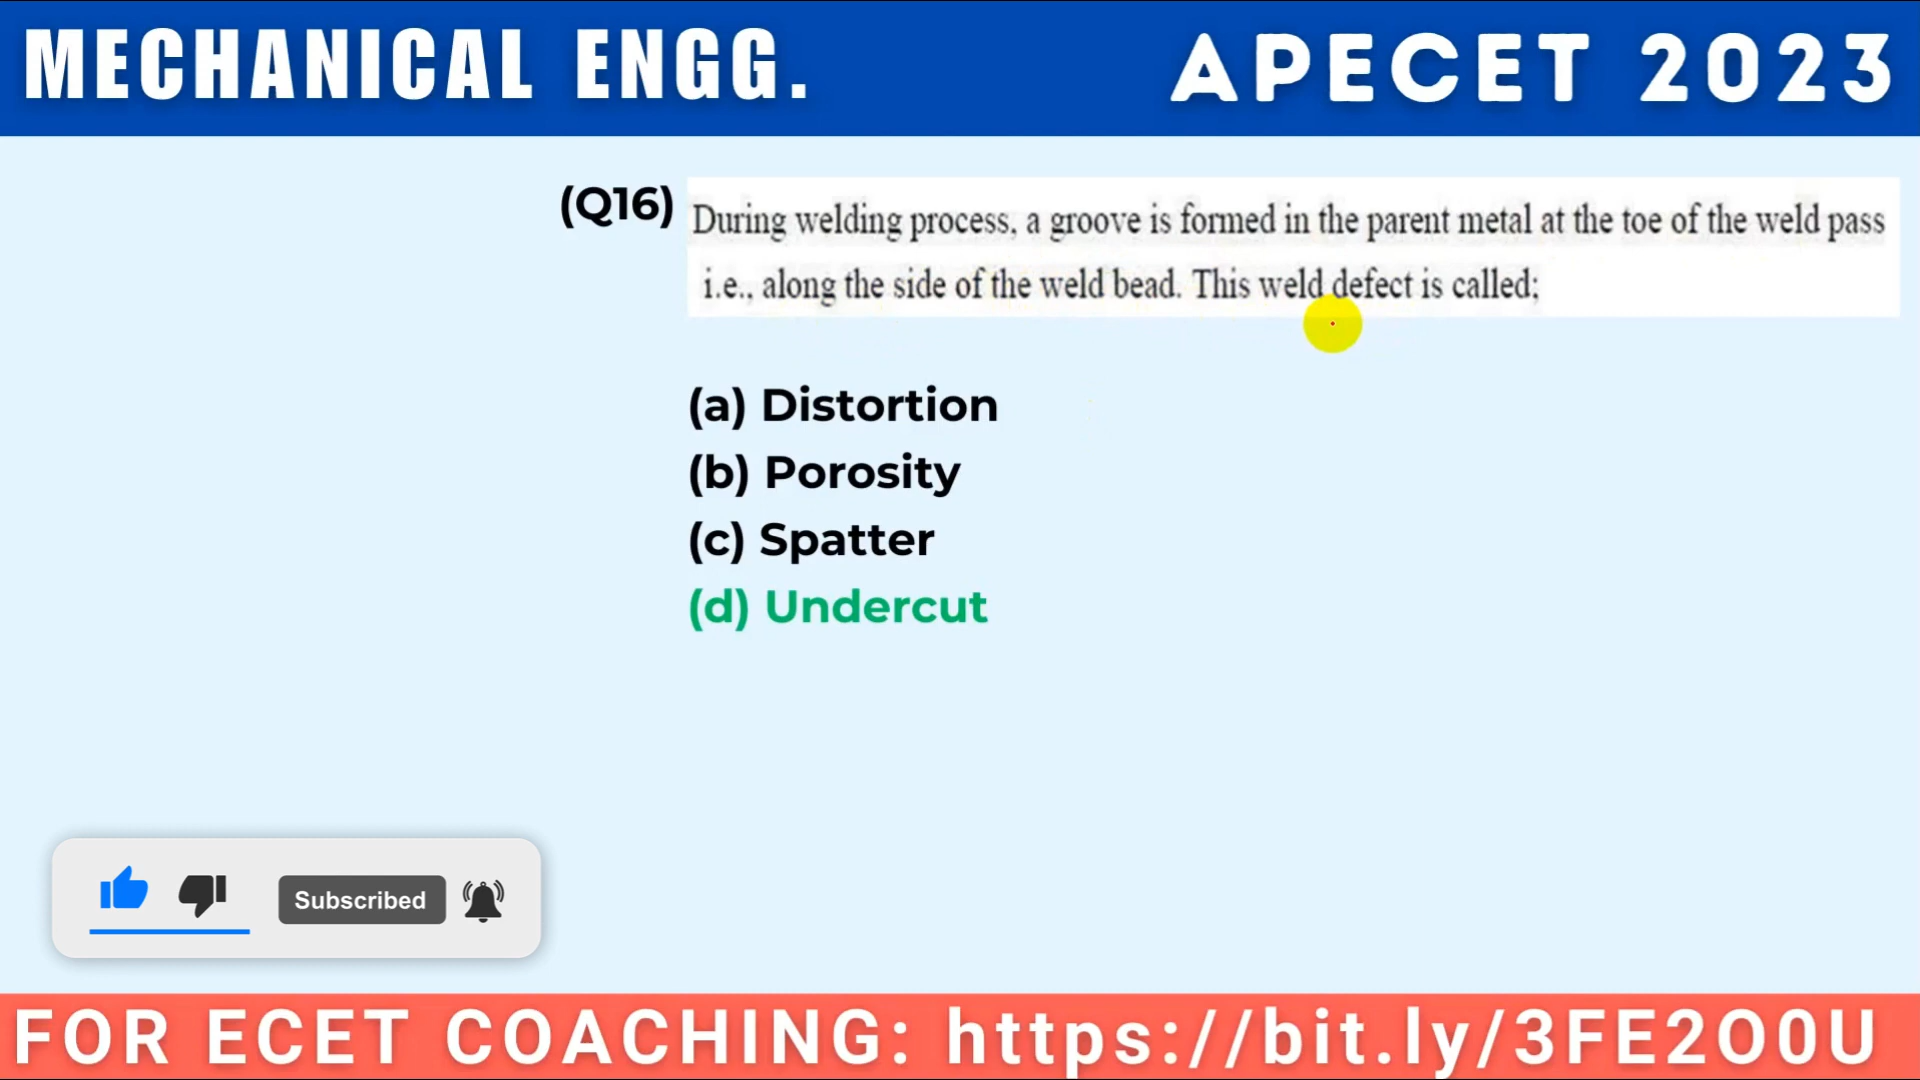 MECHANICAL ENGG.
APECET 2023
(Q16) During welding process, a groove is formed in the parent metal at the toe of the weld pass
i.e., along the side of the weld bead. This weld defect is called;
(a) Distortion
(b) Porosity
(c) Spatter
(d) Undercut
Subscribed
FOR ECET COACHING: https://bit.ly/3FE2O0U